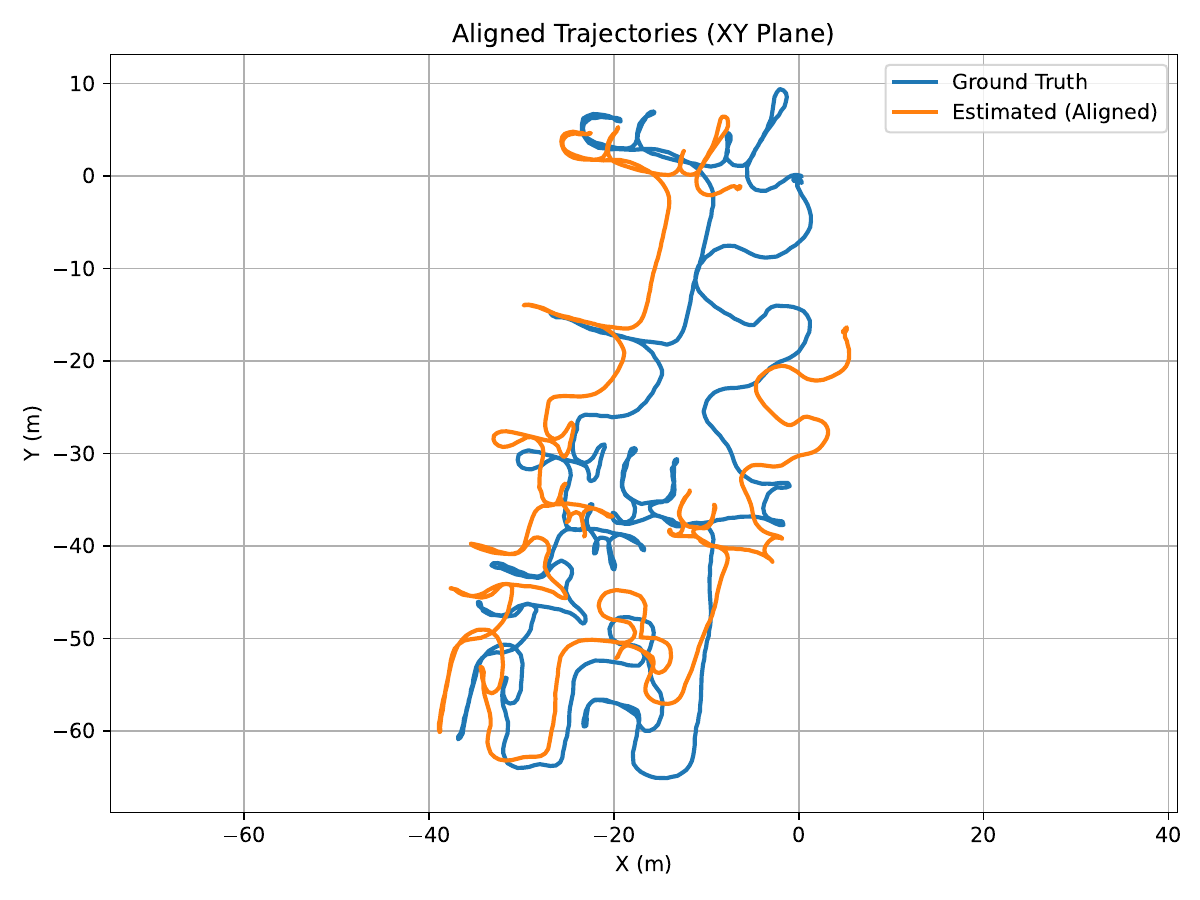 Aligned Trajectories (XY Plane)
Ground Truth
Estimated (Aligned)
10
0
−10
−20
−30
−40
−50
−60
Y (m)
−60
−40
−20
0
20
40
X (m)